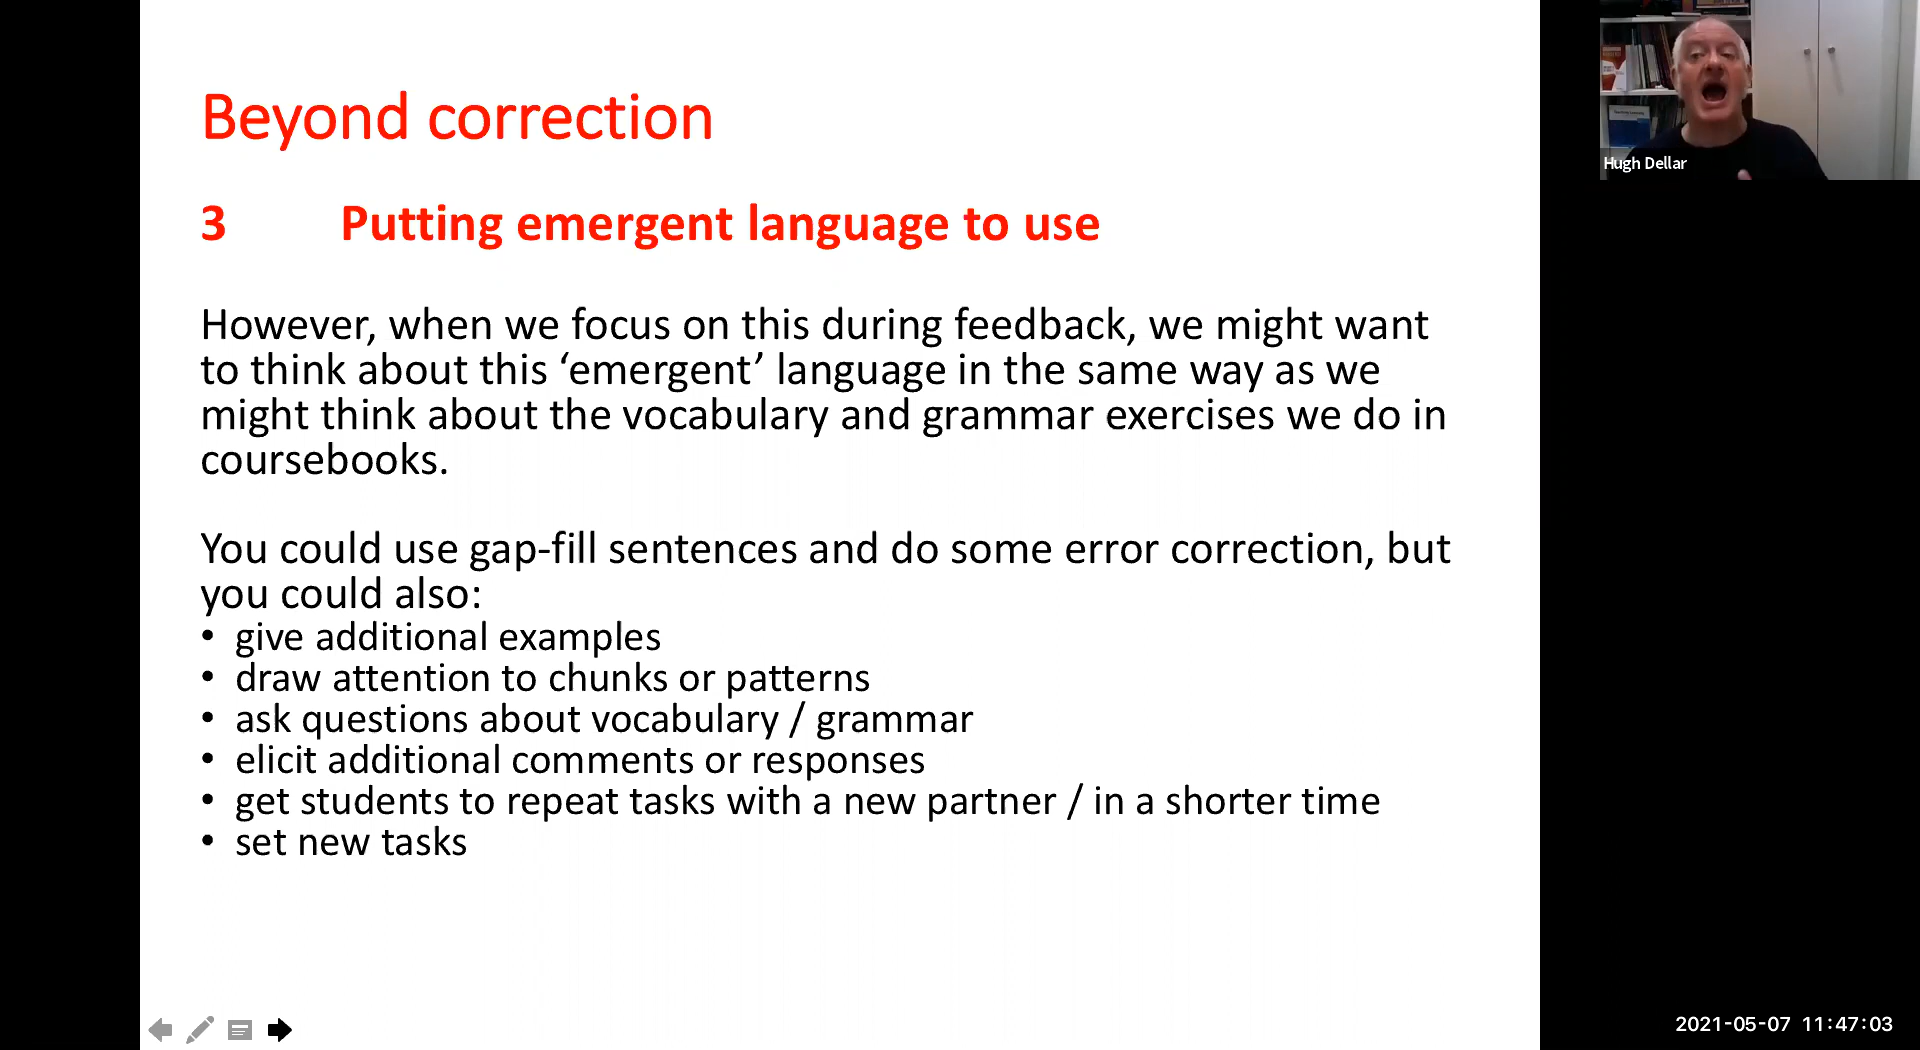 Beyond correction
3 Putting emergent language to use
However, when we focus on this during feedback, we might want
to think about this ‘emergent’ language in the same way as we
might think about the vocabulary and grammar exercises we do in
coursebooks.
You could use gap-fill sentences and do some error correction, but
you could also:
• give additional examples
• draw attention to chunks or patterns
• ask questions about vocabulary / grammar
• elicit additional comments or responses
• get students to repeat tasks with a new partner / in a shorter time
• set new tasks
Hugh Dellar
2021-05-07 11:47:03